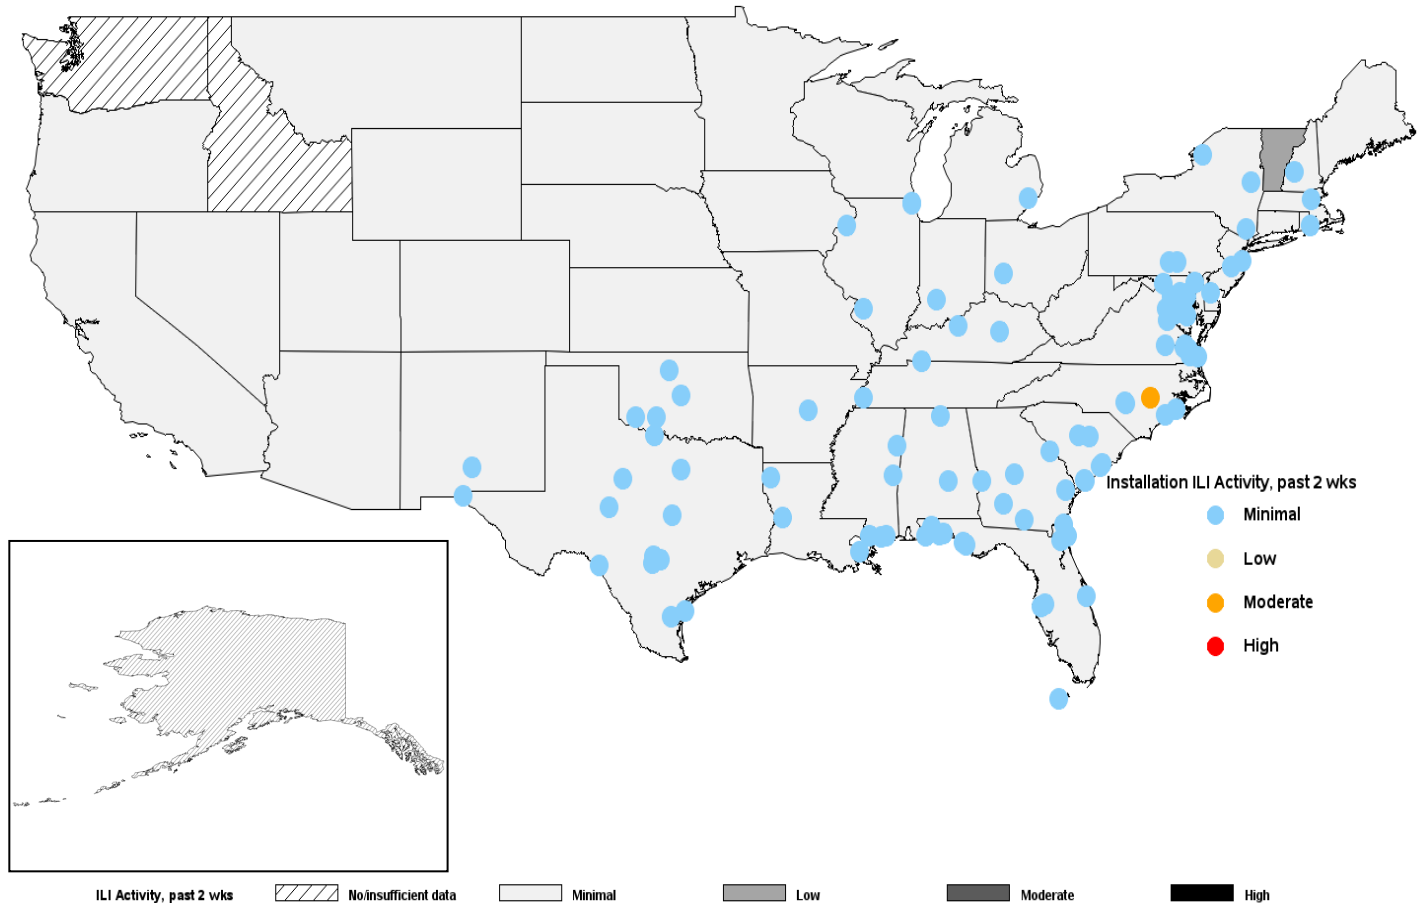 Installation ILI Activity, past 2 wks
Minimal
Low
Moderate
High
ILI Activity, past 2 wks No/insufficient data Minimal Low Moderate High